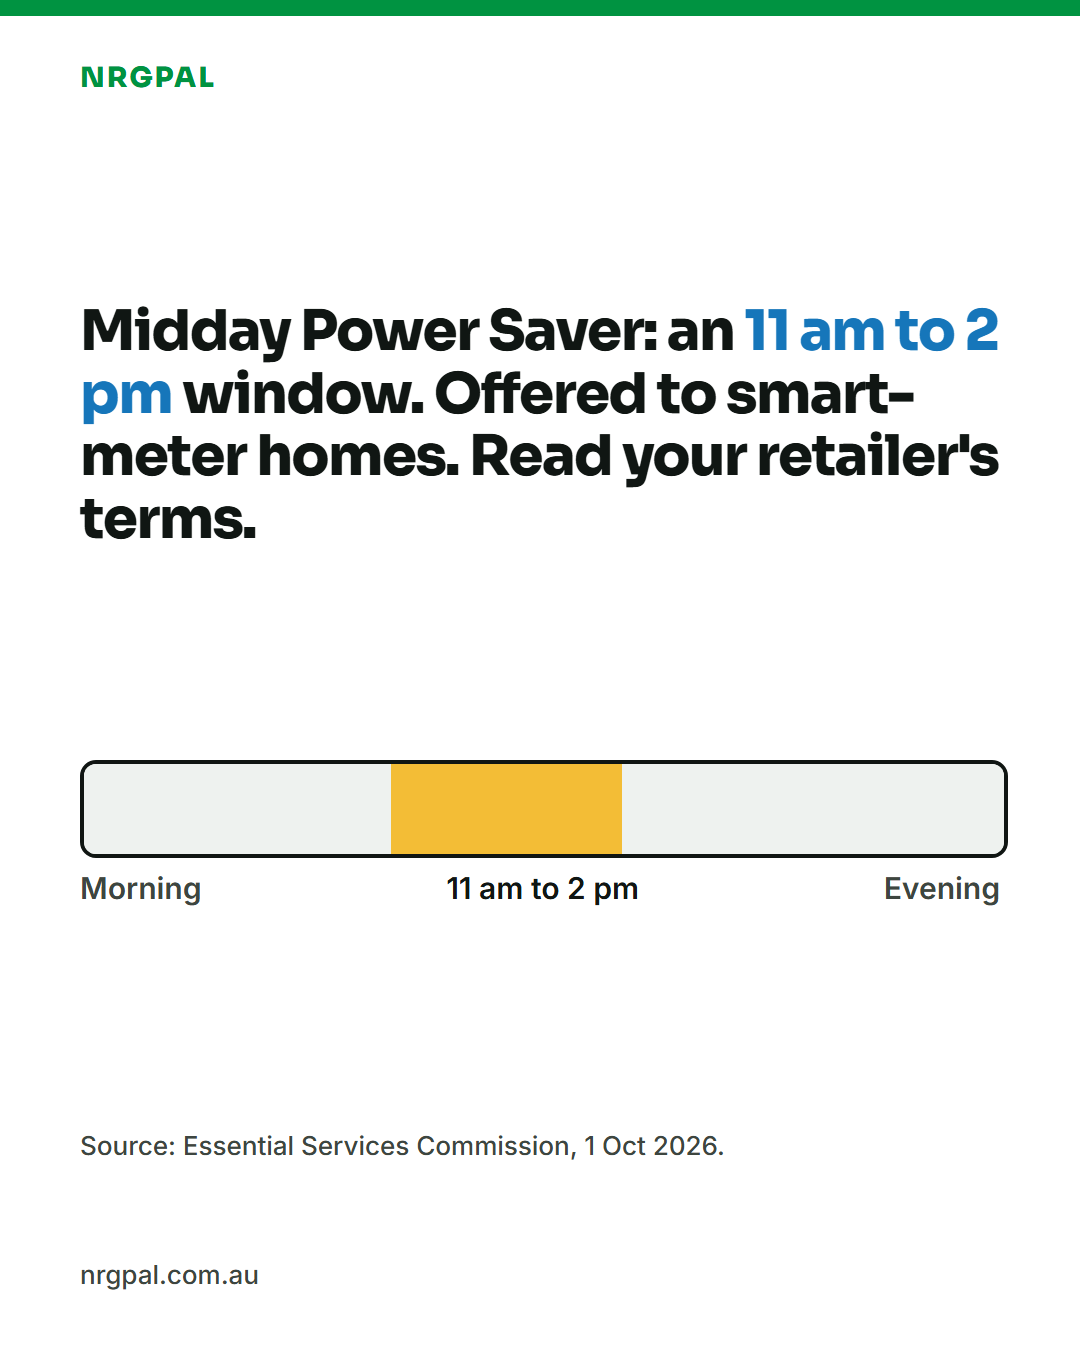 NRGPAL
Midday Power Saver: an 11 am to 2
pm window. Offered to smart-
meter homes. Read your retailer's
terms.
Morning
11 am to 2 pm
Evening
Source: Essential Services Commission, 1 Oct 2026.
nrgpal.com.au